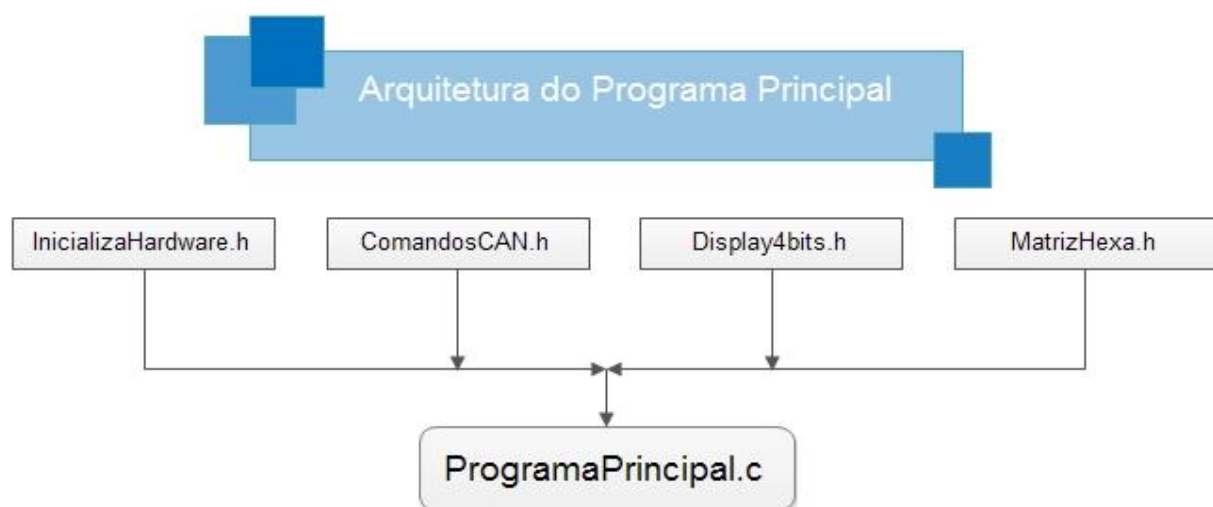 Arquitetura do Programa Principal
InicializaHardware.h
ComandosCAN.h
Display4bits.h
MatrizHexa.h
ProgramaPrincipal.c